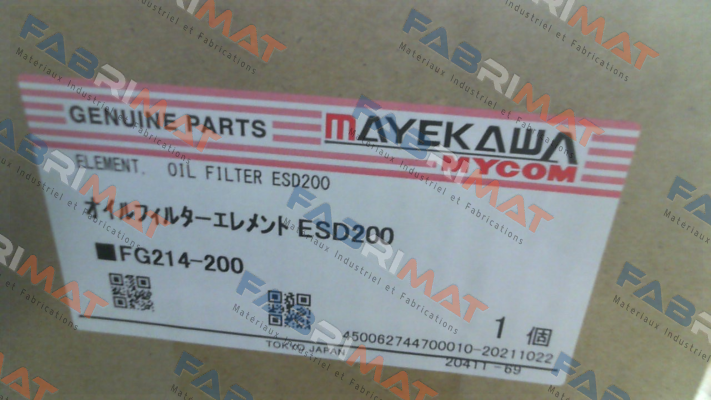 GENUINE PARTS
MAYEKAWA
MYCOM
ELEMENT. OIL FILTER ESD200
オイルフィルターエレメント ESD200
■FG214-200
1 個
450062744700010-20211022
TOKYO JAPAN
20411-69
FABRIMAT
Materiaux Industriel et Fabrications